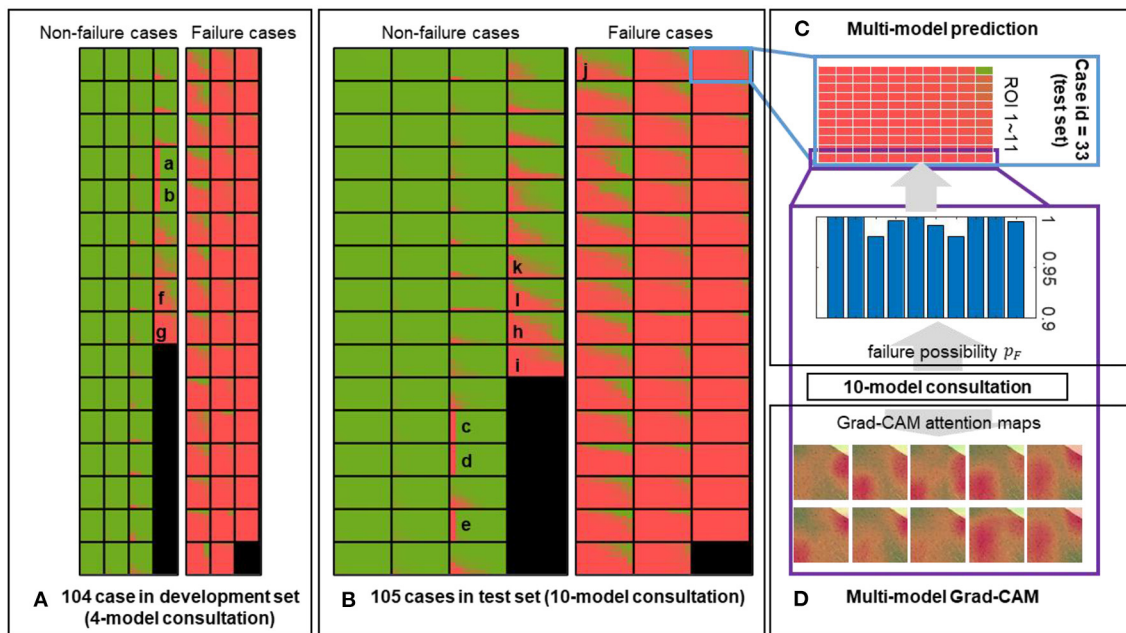 Non-failure cases
Failure cases
a
b
f
g
A
104 case in development set
(4-model consultation)
Non-failure cases
Failure cases
j
k
l
h
i
c
d
e
B
105 cases in test set (10-model consultation)
C
Multi-model prediction
Case id = 33
(test set)
ROI 1~11
1
0.95
0.9
failure possibility p_F
10-model consultation
Grad-CAM attention maps
D
Multi-model Grad-CAM